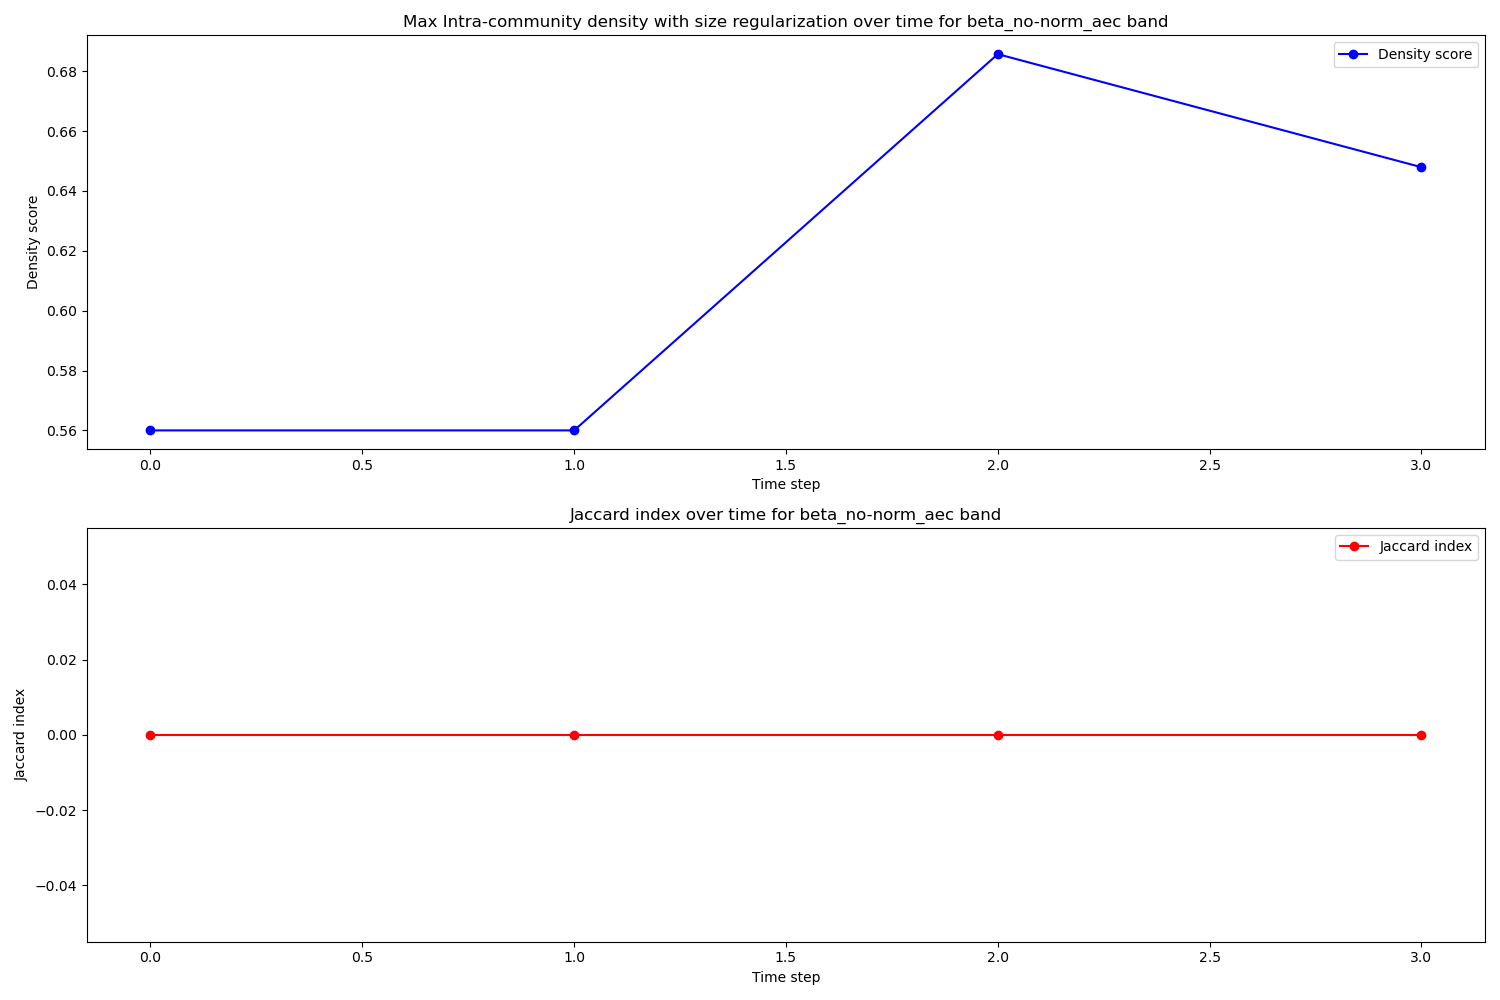 Max Intra-community density with size regularization over time for beta_no-norm_aec band
Density score
0.68
0.66
0.64
0.62
0.60
0.58
0.56
Density score
0.0 0.5 1.0 1.5 2.0 2.5 3.0
Time step
Jaccard index over time for beta_no-norm_aec band
Jaccard index
0.04
0.02
0.00
−0.02
−0.04
Jaccard index
0.0 0.5 1.0 1.5 2.0 2.5 3.0
Time step